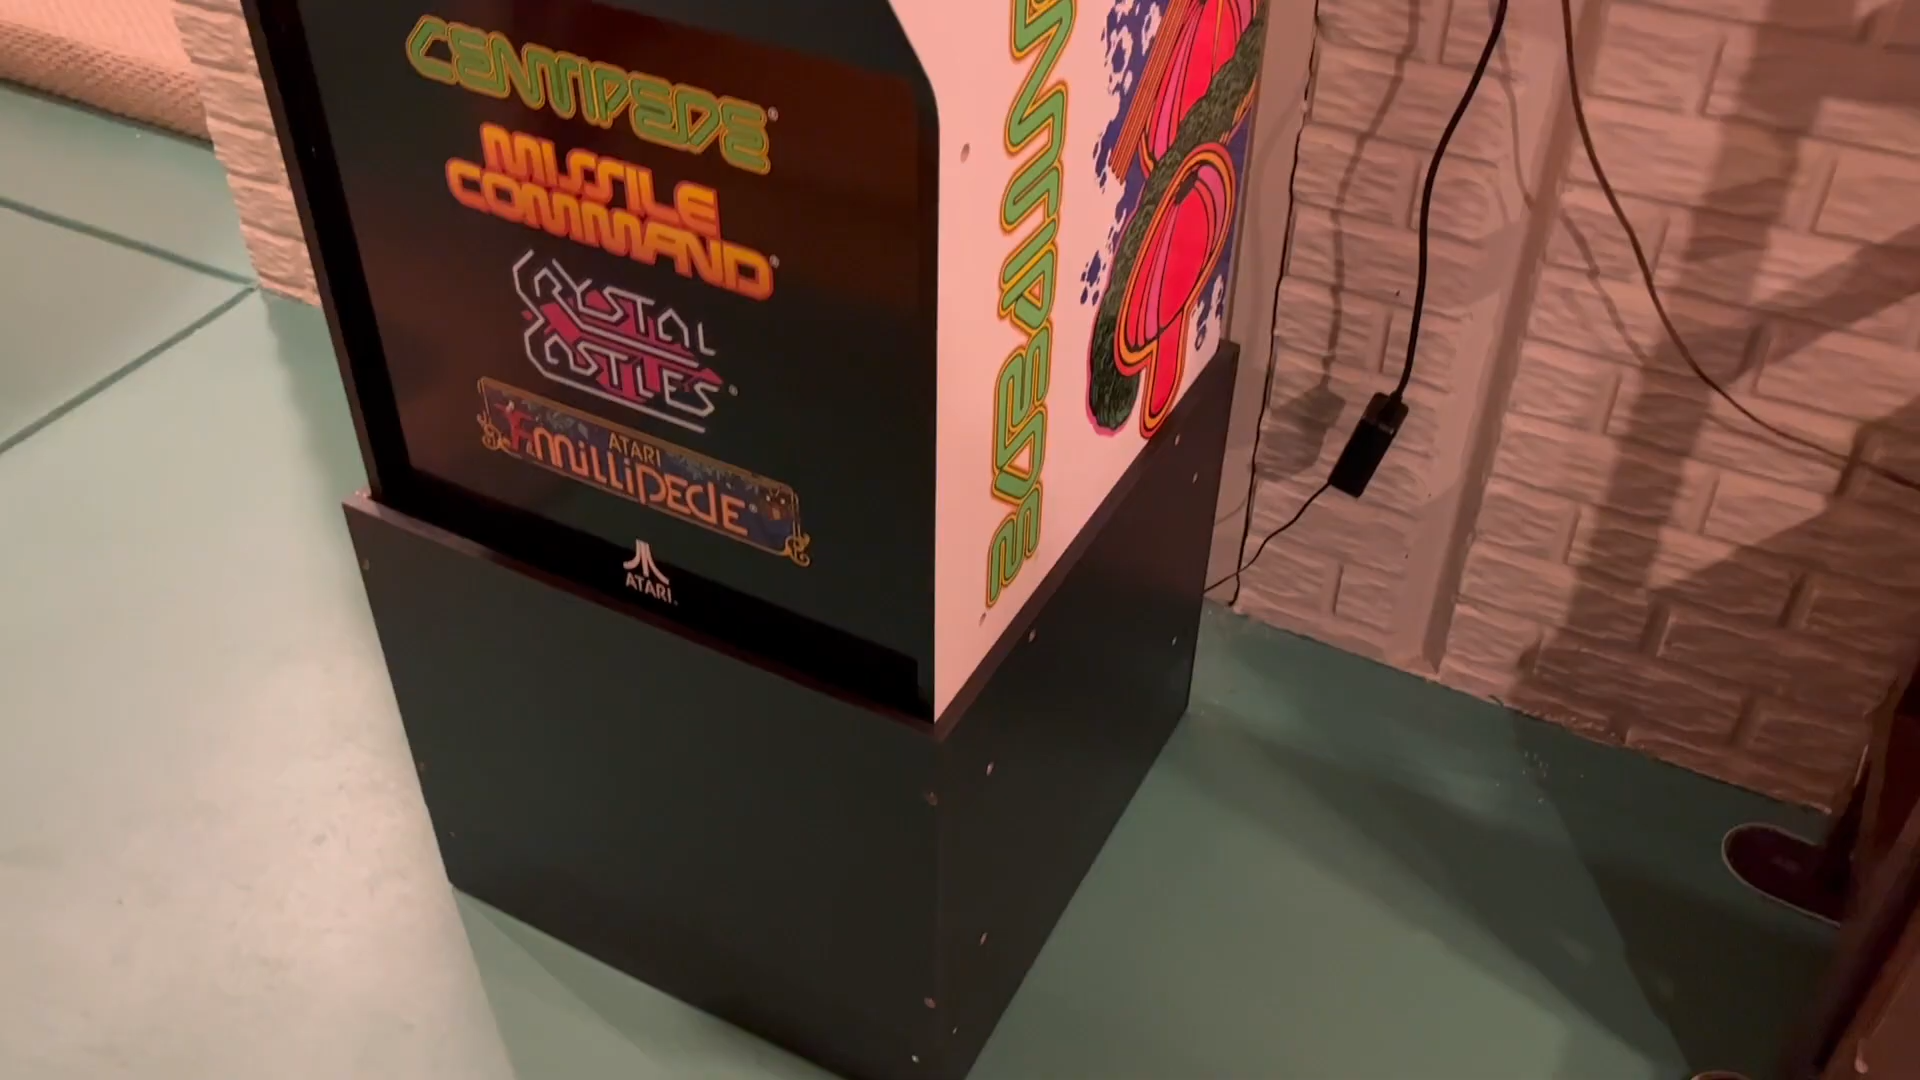 CENTIPEDE®
MISSILE
COMMAND®
CRYSTAL
CASTLES®
ATARI
MILLIPEDE®
ATARI
CENTIPEDE